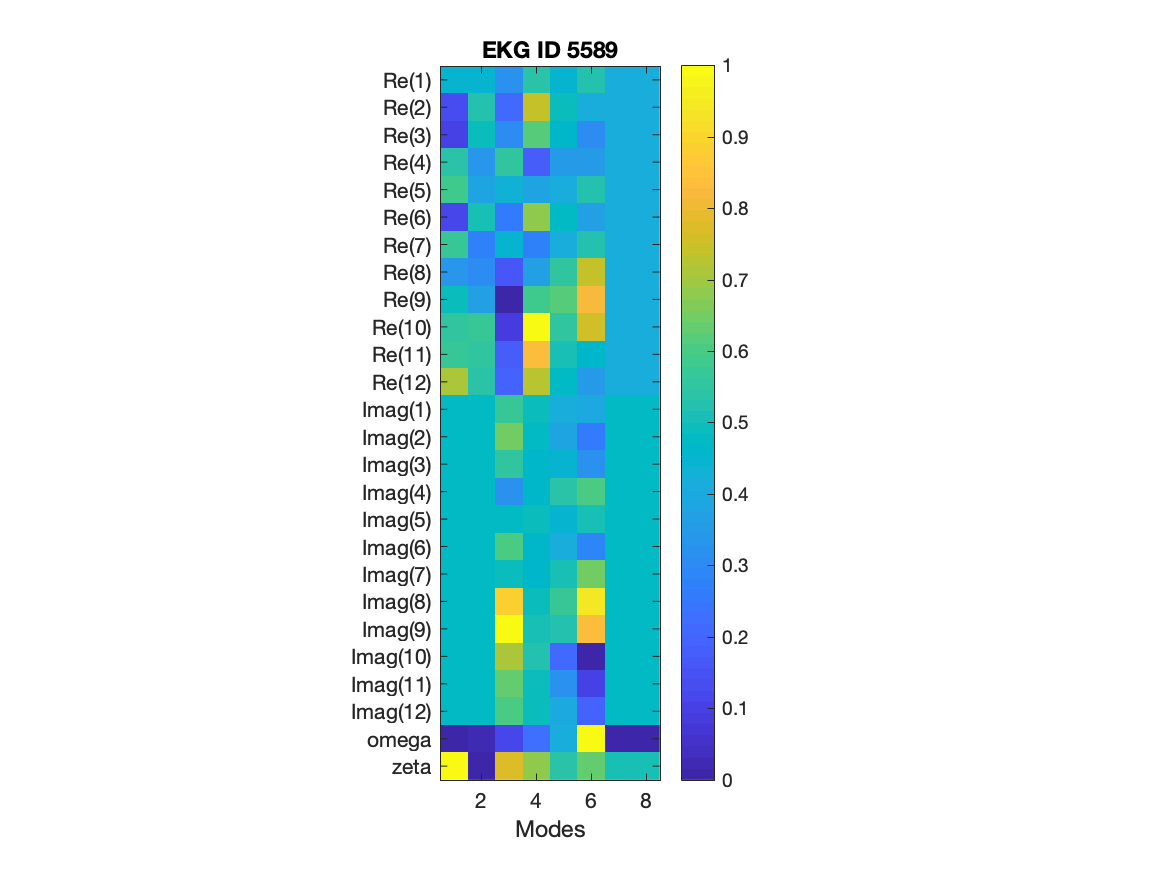 EKG ID 5589
Re(1)
Re(2)
Re(3)
Re(4)
Re(5)
Re(6)
Re(7)
Re(8)
Re(9)
Re(10)
Re(11)
Re(12)
Imag(1)
Imag(2)
Imag(3)
Imag(4)
Imag(5)
Imag(6)
Imag(7)
Imag(8)
Imag(9)
Imag(10)
Imag(11)
Imag(12)
omega
zeta
2 4 6 8
Modes
1
0.9
0.8
0.7
0.6
0.5
0.4
0.3
0.2
0.1
0